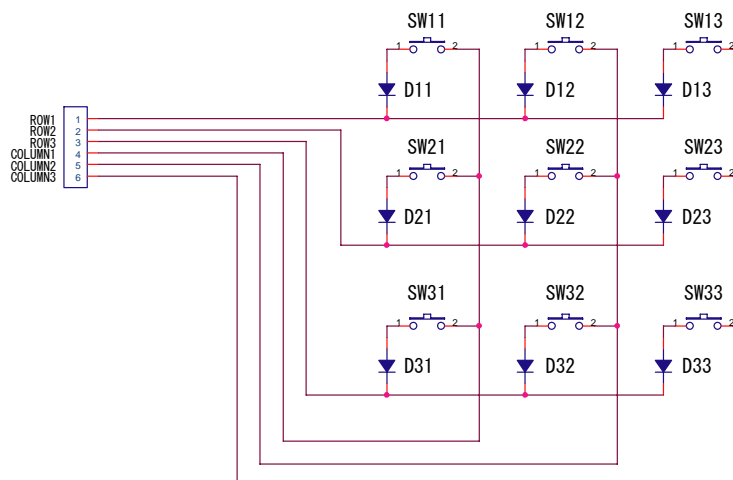 SW11 SW12 SW13
1 2 1 2 1 2
D11 D12 D13
ROW1 1
ROW2 2
ROW3 3
COLUMN1 4
COLUMN2 5
COLUMN3 6
SW21 SW22 SW23
1 2 1 2 1 2
D21 D22 D23
SW31 SW32 SW33
1 2 1 2 1 2
D31 D32 D33